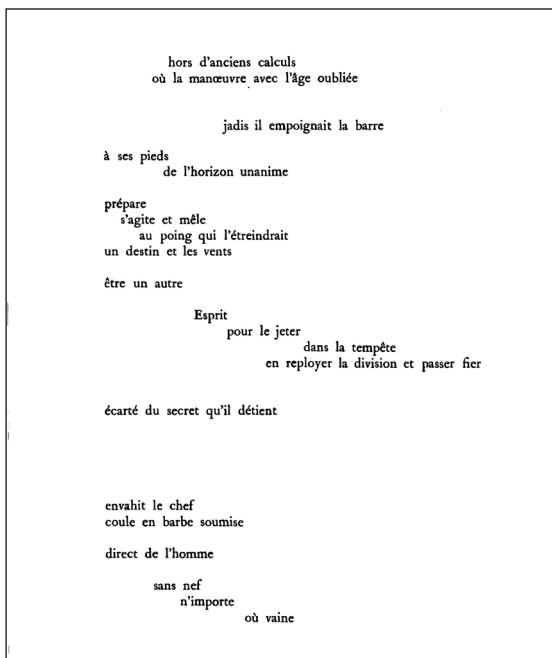 hors d'anciens calculs
où la manœuvre avec l'âge oubliée
jadis il empoignait la barre
à ses pieds
de l'horizon unanime
prépare
s'agite et mêle
au poing qui l'étreindrait
un destin et les vents
être un autre
Esprit
pour le jeter
dans la tempête
en reployer la division et passer fier
écarté du secret qu'il détient
envahit le chef
coule en barbe soumise
direct de l'homme
sans nef
n'importe
où vaine